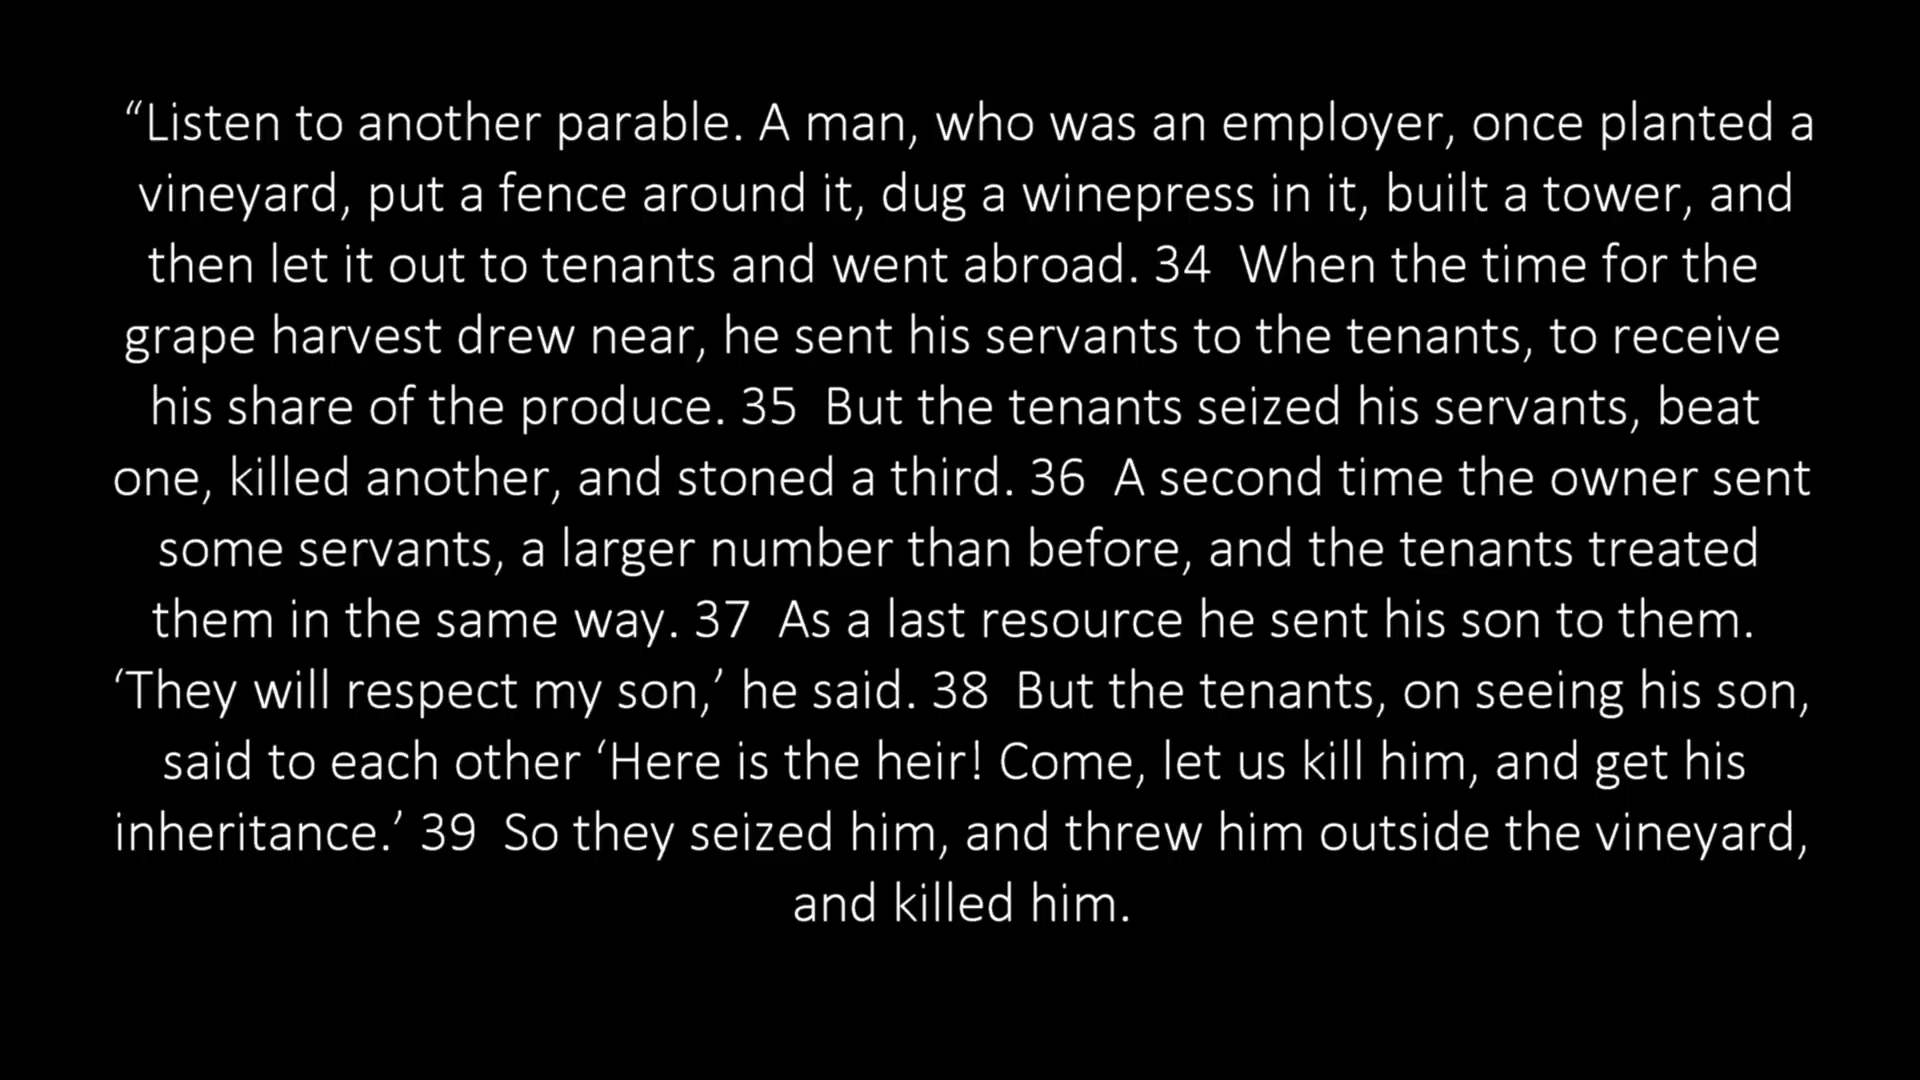 “Listen to another parable. A man, who was an employer, once planted a
vineyard, put a fence around it, dug a winepress in it, built a tower, and
then let it out to tenants and went abroad. 34  When the time for the
grape harvest drew near, he sent his servants to the tenants, to receive
his share of the produce. 35  But the tenants seized his servants, beat
one, killed another, and stoned a third. 36  A second time the owner sent
some servants, a larger number than before, and the tenants treated
them in the same way. 37  As a last resource he sent his son to them.
‘They will respect my son,’ he said. 38  But the tenants, on seeing his son,
said to each other ‘Here is the heir! Come, let us kill him, and get his
inheritance.’ 39  So they seized him, and threw him outside the vineyard,
and killed him.